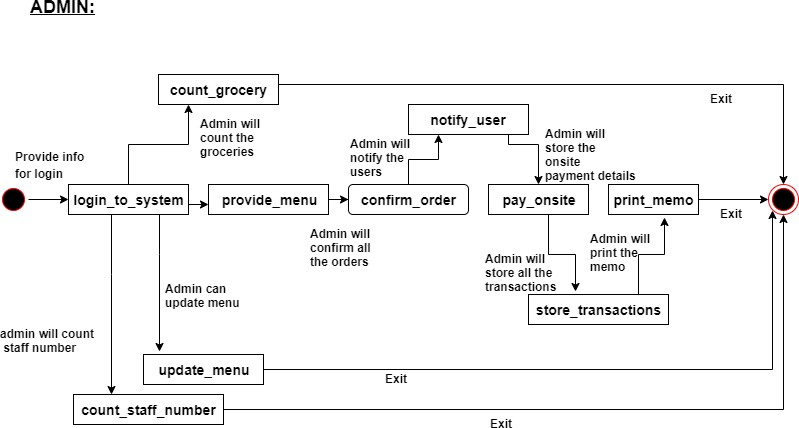 ADMIN:
count_grocery
Exit
Admin will
count the
groceries
notify_user
Admin will
notify the
users
Admin will
store the
onsite
payment details
Provide info
for login
login_to_system
provide_menu
confirm_order
pay_onsite
print_memo
Exit
Admin will
confirm all
the orders
Admin will
store all the
transactions
Admin will
print the
memo
Admin can
update menu
store_transactions
admin will count
staff number
update_menu
Exit
count_staff_number
Exit